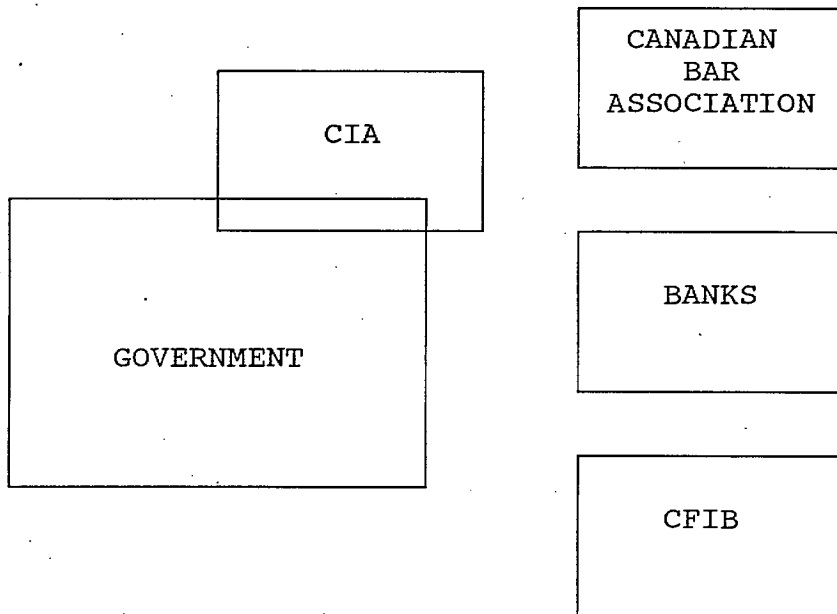 CANADIAN
BAR
ASSOCIATION
CIA
BANKS
GOVERNMENT
CFIB